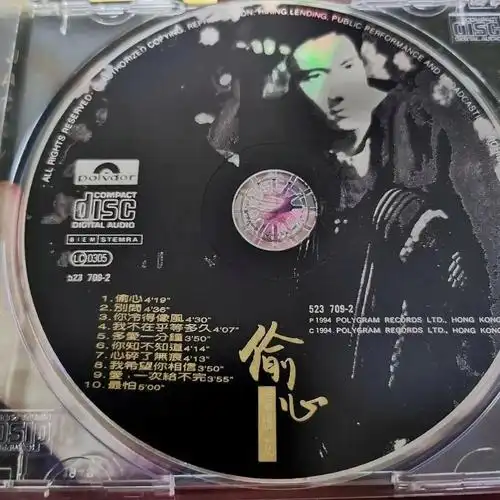 ALL RIGHTS RESERVED · UNAUTHORIZED COPYING, REPRODUCTION, HIRING LENDING, PUBLIC PERFORMANCE AND BROADCASTING
polydor
COMPACT
disc
DIGITAL AUDIO
BIEM/STEMRA
LC 0305
523 709-2
1. 偷心 4'19"
2. 別問 4'36"
3. 你冷得像風 4'30"
4. 我不在乎等多久 4'07"
5. 多愛一分鐘 3'50"
6. 你知不知道 4'14"
7. 心碎了無痕 4'13"
8. 我希望你相信 3'50"
9. 愛，一次給不完 3'55"
10. 最怕 5'00"
523 709-2
P 1994 POLYGRAM RECORDS LTD., HONG KONG
C 1994 POLYGRAM RECORDS LTD., HONG KONG
偷心